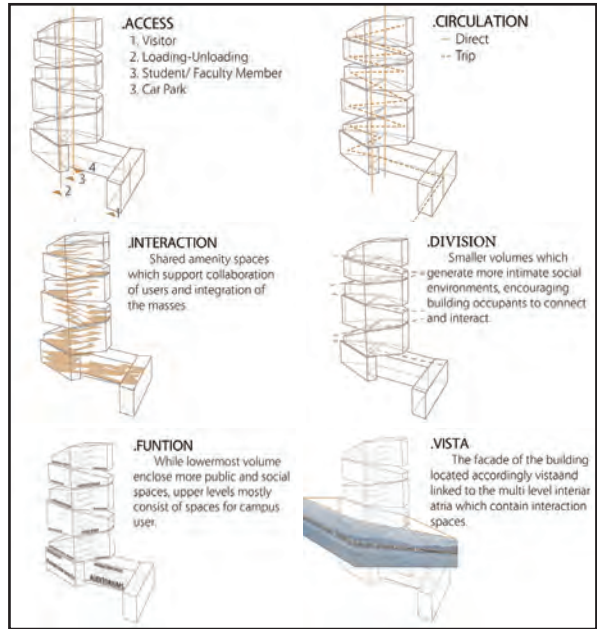 .ACCESS
1. Visitor
2. Loading-Unloading
3. Student/ Faculty Member
3. Car Park
4
3
2
1
.CIRCULATION
— Direct
-- Trip
.INTERACTION
Shared amenity spaces
which support collaboration
of users and integration of
the masses
.DIVISION
Smaller volumes which
generate more intimate social
environments, encouraging
building occupants to connect
and interact.
.FUNTION
While lowermost volume
enclose more public and social
spaces, upper levels mostly
consist of spaces for campus
user.
AUDITORIUMS
.VISTA
The facade of the building
located accordingly vistaand
linked to the multi level interiar
atria which contain interaction
spaces.